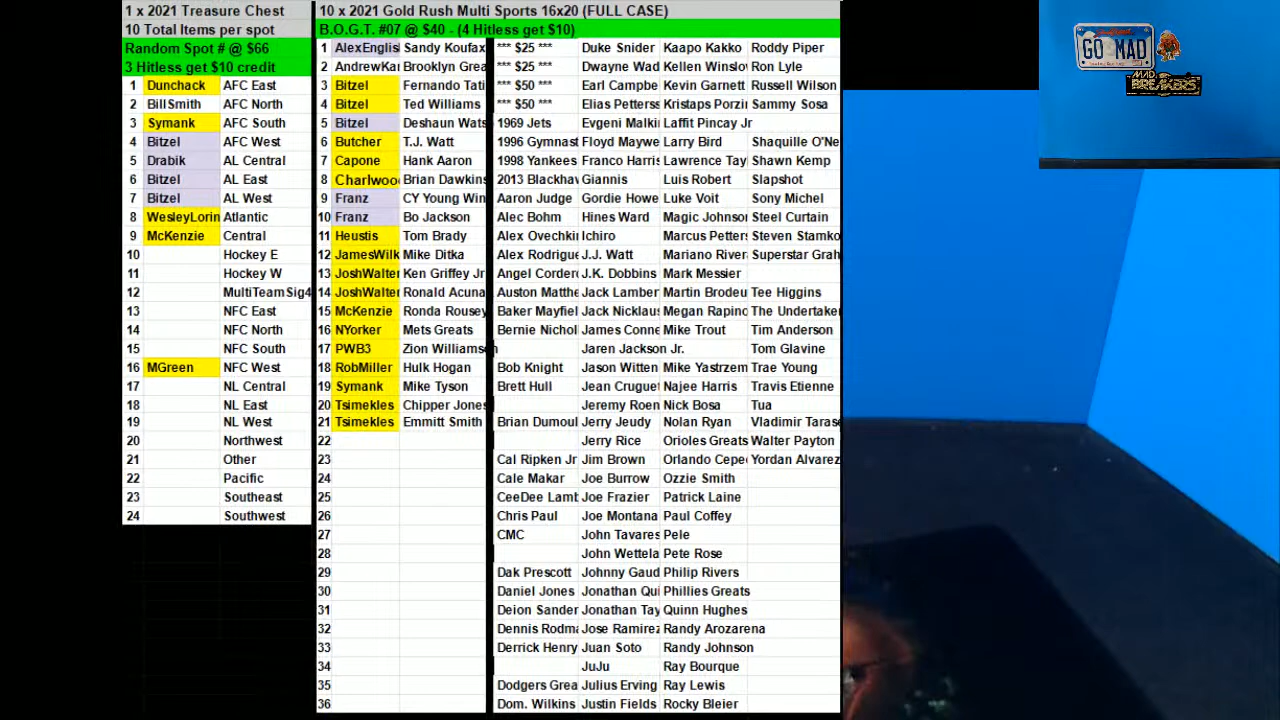 1 x 2021 Treasure Chest
10 Total Items per spot
Random Spot # @ $66
3 Hitless get $10 credit
1 Dunchack AFC East
2 BillSmith AFC North
3 Symank AFC South
4 Bitzel AFC West
5 Drabik AL Central
6 Bitzel AL East
7 Bitzel AL West
8 WesleyLorin Atlantic
9 McKenzie Central
10 Hockey E
11 Hockey W
12 MultiTeamSig4
13 NFC East
14 NFC North
15 NFC South
16 MGreen NFC West
17 NL Central
18 NL East
19 NL West
20 Northwest
21 Other
22 Pacific
23 Southeast
24 Southwest
10 x 2021 Gold Rush Multi Sports 16x20 (FULL CASE)
B.O.G.T. #07 @ $40 - (4 Hitless get $10)
1 AlexEnglis Sandy Koufax *** $25 *** Duke Snider Kaapo Kakko Roddy Piper
2 AndrewKar Brooklyn Grea *** $25 *** Dwayne Wad Kellen Winslo Ron Lyle
3 Bitzel Fernando Tati *** $50 *** Earl Campbe Kevin Garnett Russell Wilson
4 Bitzel Ted Williams *** $50 *** Elias Petterss Kristaps Porzi Sammy Sosa
5 Bitzel Deshaun Wats 1969 Jets Evgeni Malki Laffit Pincay Jr
6 Butcher T.J. Watt 1996 Gymnast Floyd Maywe Larry Bird Shaquille O'Ne
7 Capone Hank Aaron 1998 Yankees Franco Harris Lawrence Tay Shawn Kemp
8 Charlwood Brian Dawkins 2013 Blackhav Giannis Luis Robert Slapshot
9 Franz CY Young Win Aaron Judge Gordie Howe Luke Voit Sony Michel
10 Franz Bo Jackson Alec Bohm Hines Ward Magic Johnso Steel Curtain
11 Heustis Tom Brady Alex Ovechkin Ichiro Marcus Petters Steven Stamko
12 JamesWilk Mike Ditka Alex Rodrigue J.J. Watt Mariano River Superstar Grah
13 JoshWalter Ken Griffey Jr Angel Corder J.K. Dobbins Mark Messier
14 JoshWalter Ronald Acuna Auston Matthe Jack Lamber Martin Brodeu Tee Higgins
15 McKenzie Ronda Rousey Baker Mayfiel Jack Nicklaus Megan Rapino The Undertaker
16 NYorker Mets Greats Bernie Nichol James Conne Mike Trout Tim Anderson
17 PWB3 Zion Williamson Jaren Jackson Jr. Tom Glavine
18 RobMiller Hulk Hogan Bob Knight Jason Witten Mike Yastrzem Trae Young
19 Symank Mike Tyson Brett Hull Jean Cruguet Najee Harris Travis Etienne
20 Tsimekles Chipper Jones Jeremy Roen Nick Bosa Tua
21 Tsimekles Emmitt Smith Brian Dumoul Jerry Jeudy Nolan Ryan Vladimir Tarase
22 Jerry Rice Orioles Greats Walter Payton
23 Cal Ripken Jr Jim Brown Orlando Cepe Yordan Alvarez
24 Cale Makar Joe Burrow Ozzie Smith
25 CeeDee Lamb Joe Frazier Patrick Laine
26 Chris Paul Joe Montana Paul Coffey
27 CMC John Tavares Pele
28 John Wettela Pete Rose
29 Dak Prescott Johnny Gaud Philip Rivers
30 Daniel Jones Jonathan Qui Phillies Greats
31 Deion Sander Jonathan Tay Quinn Hughes
32 Dennis Rodma Jose Ramirez Randy Arozarena
33 Derrick Henry Juan Soto Randy Johnson
34 JuJu Ray Bourque
35 Dodgers Grea Julius Erving Ray Lewis
36 Dom. Wilkins Justin Fields Rocky Bleier
GO MAD
MAD
BREAKERS